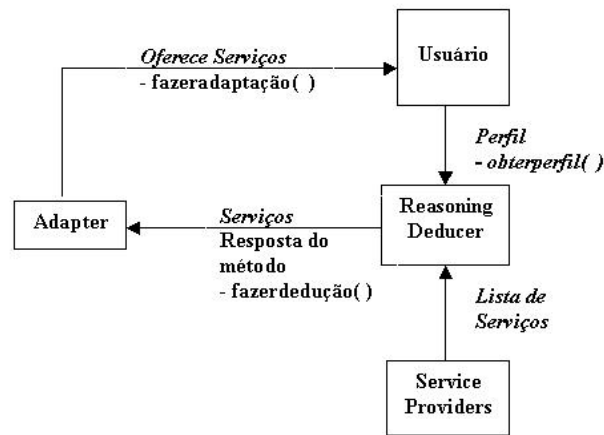 Oferece Serviços
- fazeradaptação( )
Usuário
Perfil
- obterperfil( )
Adapter
Serviços
Resposta do
método
- fazerdedução( )
Reasoning
Deducer
Lista de
Serviços
Service
Providers